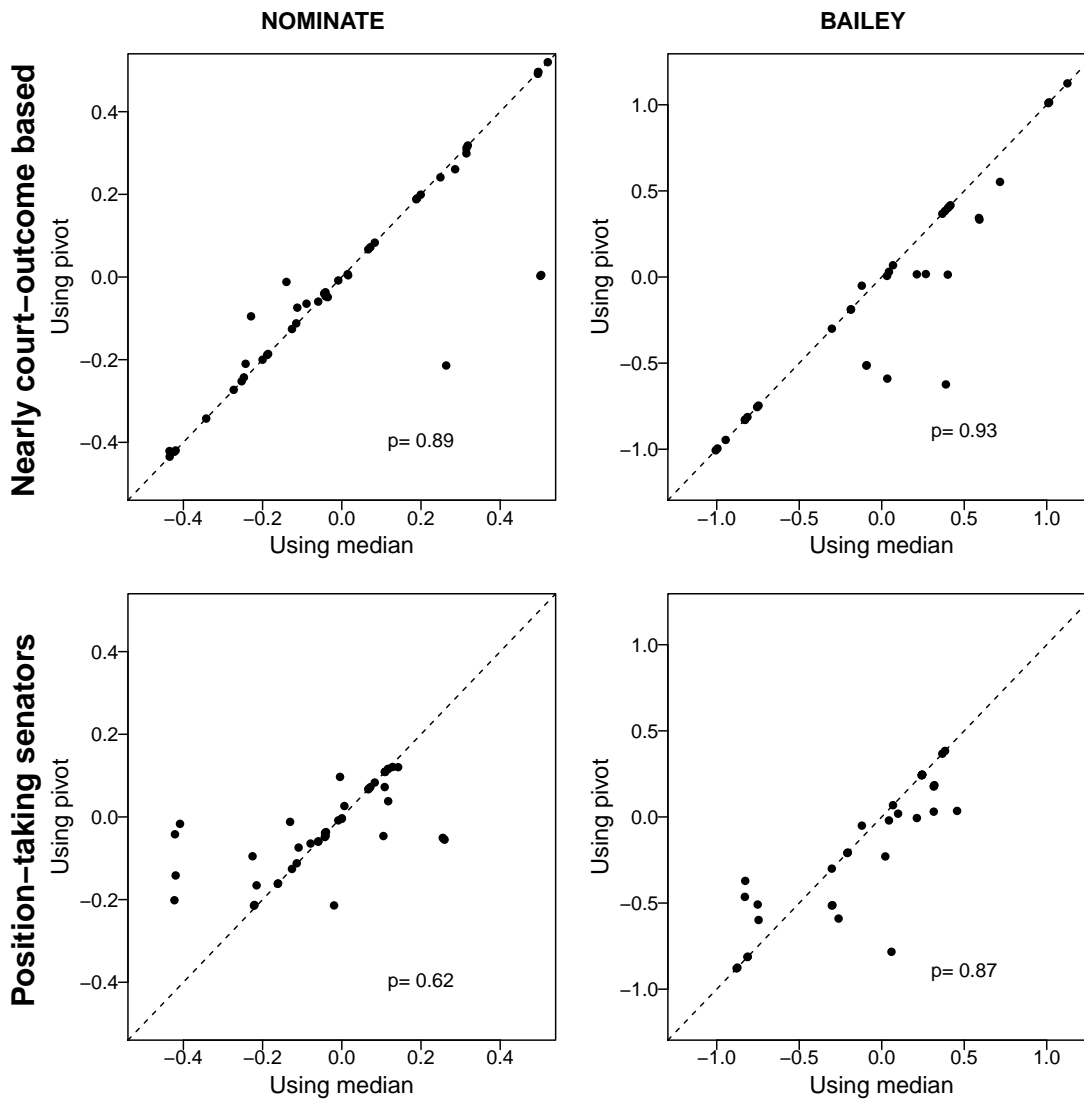 NOMINATE
BAILEY
Nearly court−outcome based
Using pivot
0.4
0.2
0.0
−0.2
−0.4
p= 0.89
−0.4 −0.2 0.0 0.2 0.4
Using median
Using pivot
1.0
0.5
0.0
−0.5
−1.0
p= 0.93
−1.0 −0.5 0.0 0.5 1.0
Using median
Position−taking senators
Using pivot
0.4
0.2
0.0
−0.2
−0.4
p= 0.62
−0.4 −0.2 0.0 0.2 0.4
Using median
Using pivot
1.0
0.5
0.0
−0.5
−1.0
p= 0.87
−1.0 −0.5 0.0 0.5 1.0
Using median